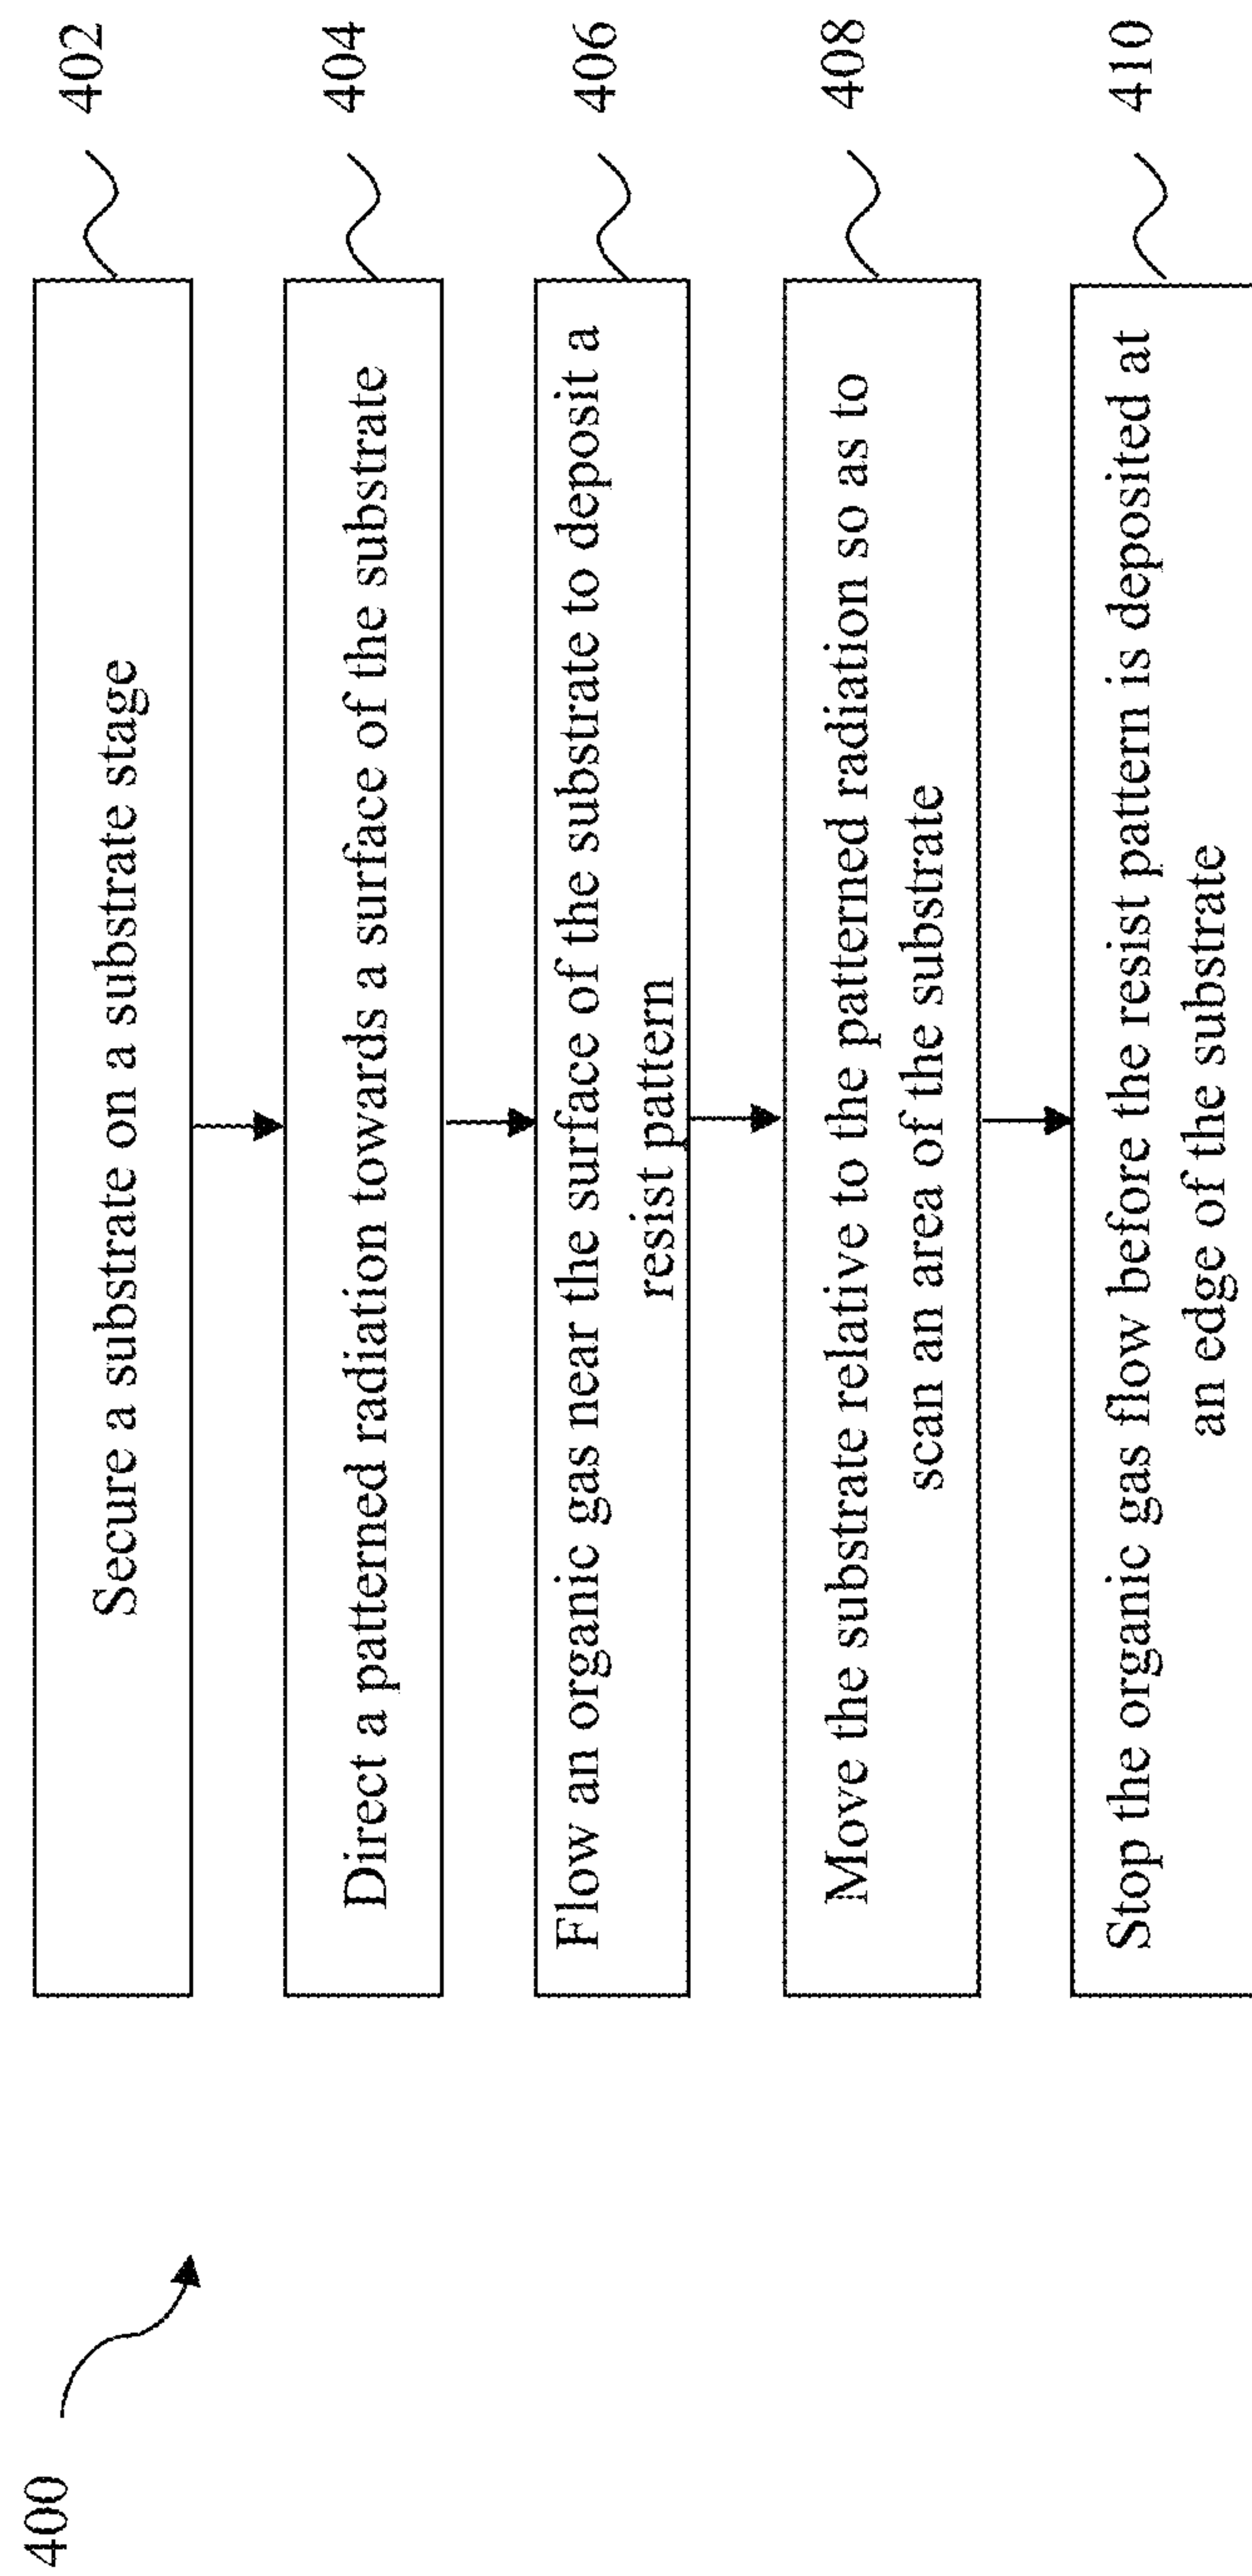 400
Secure a substrate on a substrate stage
402
Direct a patterned radiation towards a surface of the substrate
404
Flow an organic gas near the surface of the substrate to deposit a
resist pattern
406
Move the substrate relative to the patterned radiation so as to
scan an area of the substrate
408
Stop the organic gas flow before the resist pattern is deposited at
an edge of the substrate
410